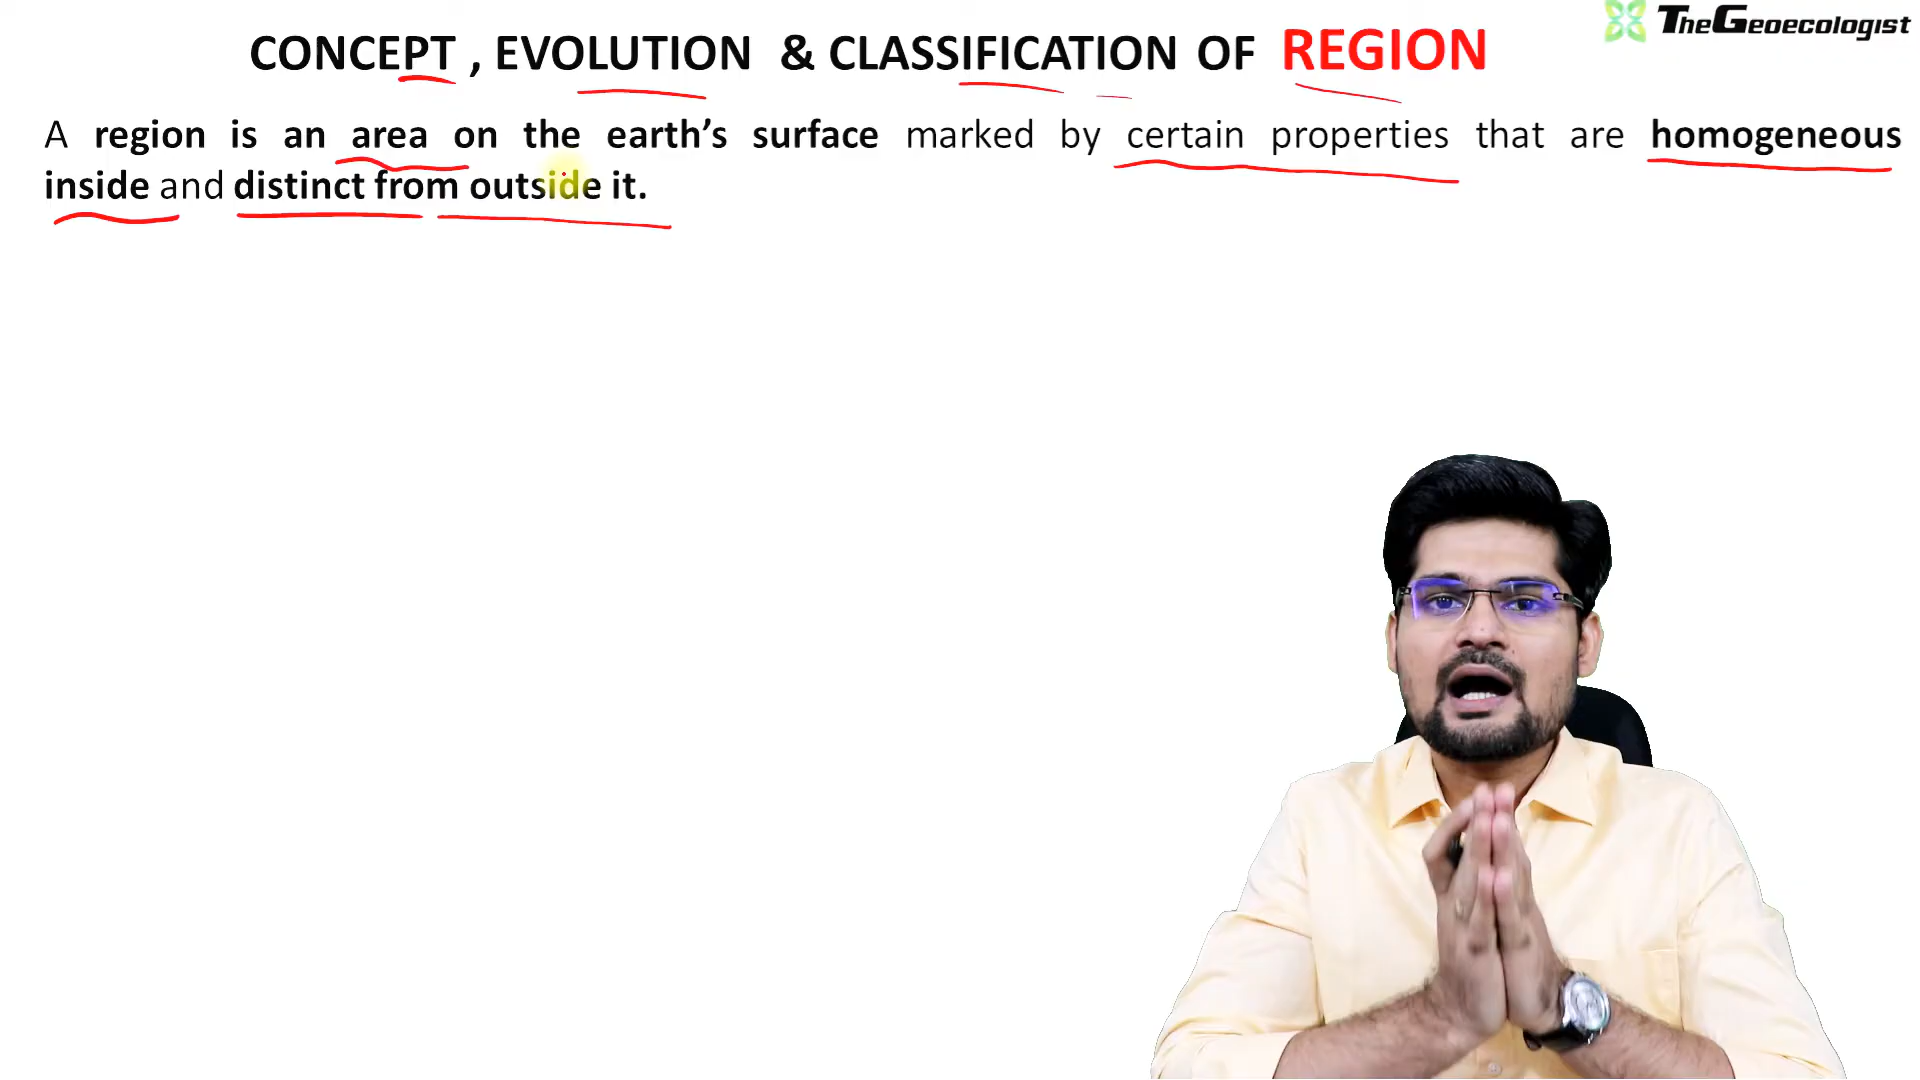 TheGeoecologist
CONCEPT , EVOLUTION & CLASSIFICATION OF REGION
A region is an area on the earth’s surface marked by certain properties that are homogeneous
inside and distinct from outside it.